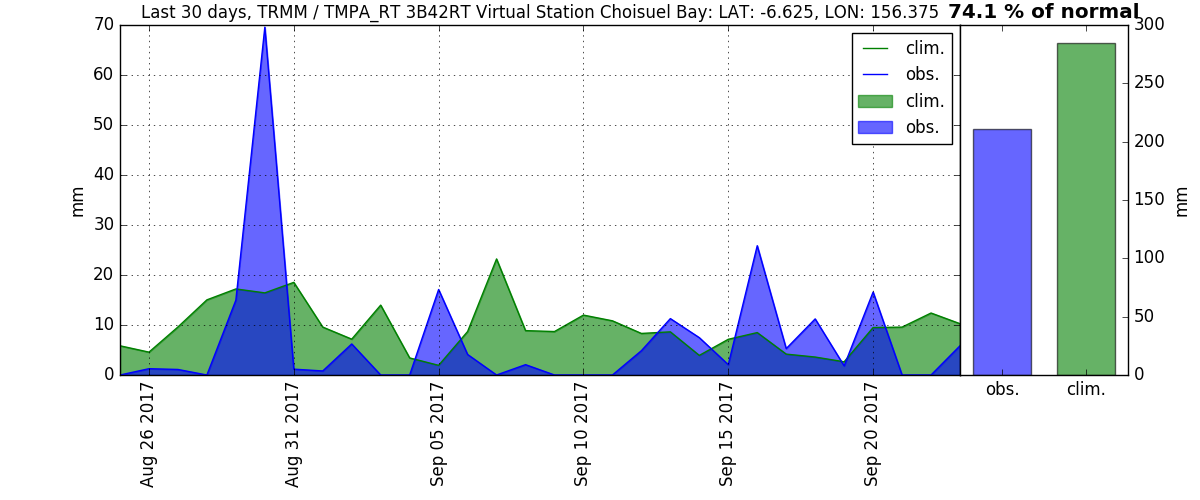 Last 30 days, TRMM / TMPA_RT 3B42RT Virtual Station Choisuel Bay: LAT: -6.625, LON: 156.375 74.1 % of normal
70
60
50
40
30
20
10
0
mm
clim.
obs.
clim.
obs.
300
250
200
150
100
50
0
mm
obs.
clim.
Aug 26 2017
Aug 31 2017
Sep 05 2017
Sep 10 2017
Sep 15 2017
Sep 20 2017